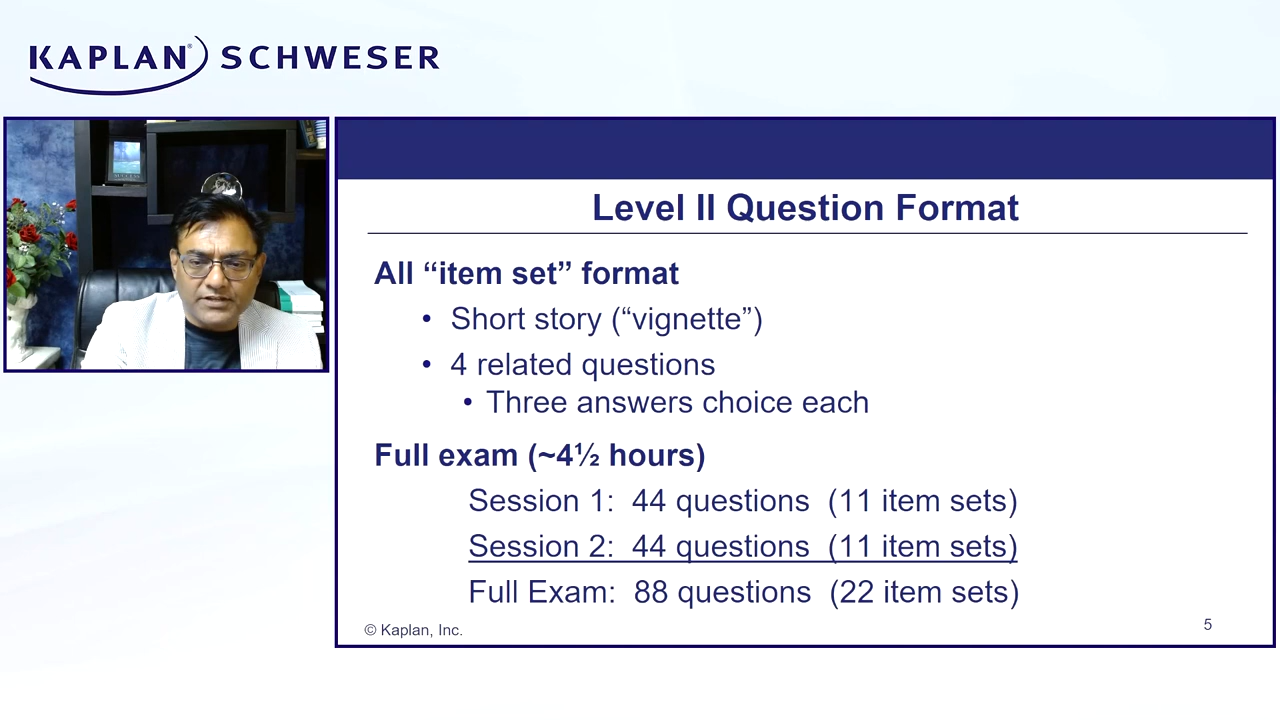 KAPLAN® SCHWESER
Level II Question Format
All “item set” format
• Short story (“vignette”)
• 4 related questions
• Three answers choice each
Full exam (~4½ hours)
Session 1: 44 questions (11 item sets)
Session 2: 44 questions (11 item sets)
Full Exam: 88 questions (22 item sets)
© Kaplan, Inc.
5